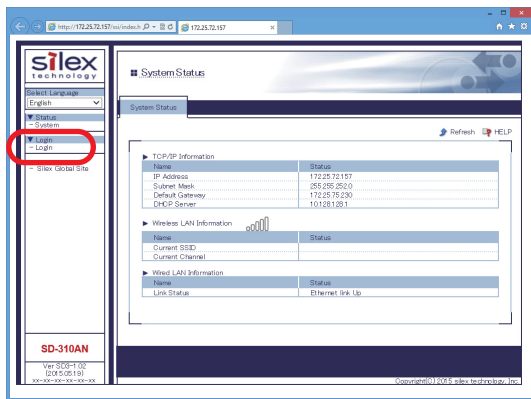 http://172.25.72.157/ssi/index.h
172.25.72.157
silex
technology
Select Language
English
▼ Status
- System
▼ Login
- Login
- Silex Global Site
SD-310AN
Ver SD3-1.02
(2015.05.19)
xx-xx-xx-xx-xx-xx
System Status
System Status
Refresh
HELP
▶ TCP/IP Information
Name Status
IP Address 172.25.72.157
Subnet Mask 255.255.252.0
Default Gateway 172.25.75.230
DHCP Server 10.128.128.1
▶ Wireless LAN Information
Name Status
Current SSID
Current Channel
▶ Wired LAN Information
Name Status
Link Status Ethernet link Up
Copyright(C) 2015 silex technology, Inc.